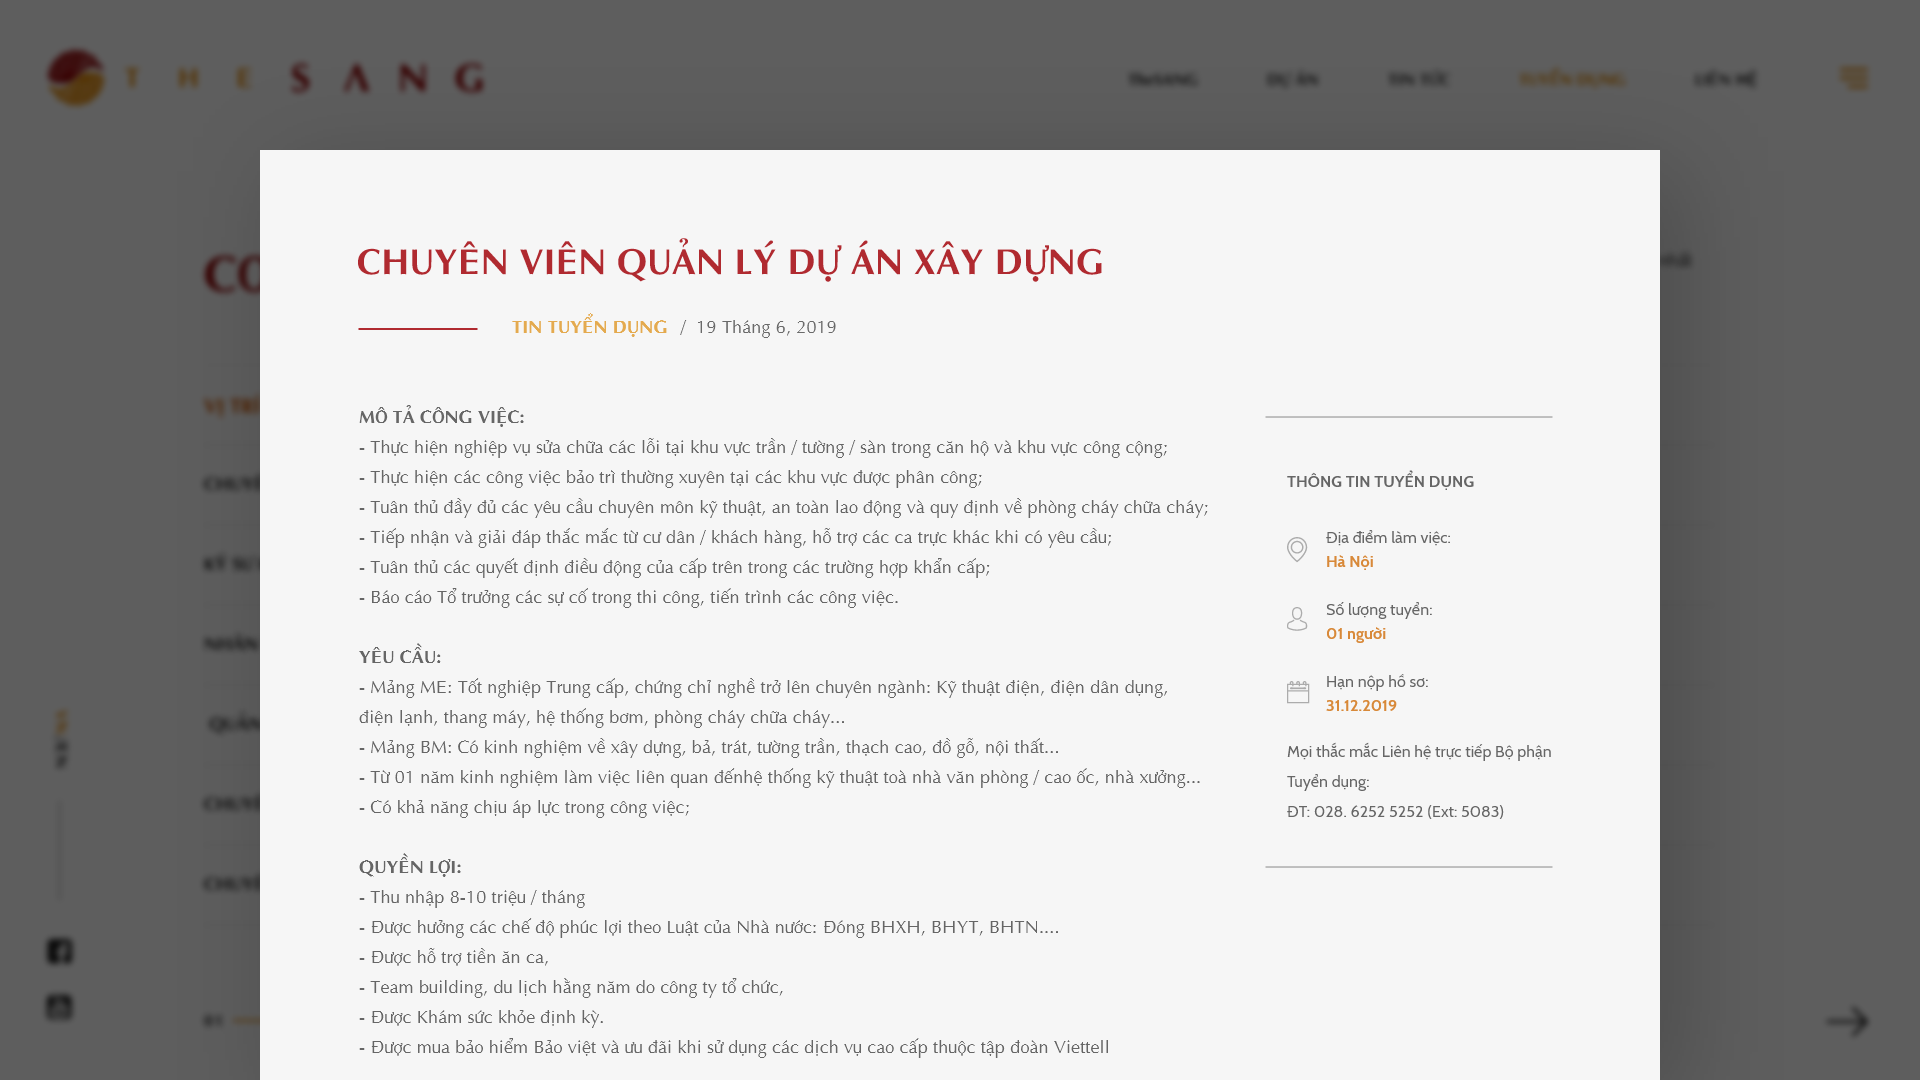 THE SANG
TheSANG
DỰ ÁN
TIN TỨC
TUYỂN DỤNG
LIÊN HỆ
CHUYÊN VIÊN QUẢN LÝ DỰ ÁN XÂY DỰNG
TIN TUYỂN DỤNG / 19 Tháng 6, 2019
MÔ TẢ CÔNG VIỆC:
- Thực hiện nghiệp vụ sửa chữa các lỗi tại khu vực trần / tường / sàn trong căn hộ và khu vực công cộng;
- Thực hiện các công việc bảo trì thường xuyên tại các khu vực được phân công;
- Tuân thủ đầy đủ các yêu cầu chuyên môn kỹ thuật, an toàn lao động và quy định về phòng cháy chữa cháy;
- Tiếp nhận và giải đáp thắc mắc từ cư dân / khách hàng, hỗ trợ các ca trực khác khi có yêu cầu;
- Tuân thủ các quyết định điều động của cấp trên trong các trường hợp khẩn cấp;
- Báo cáo Tổ trưởng các sự cố trong thi công, tiến trình các công việc.
YÊU CẦU:
- Mảng ME: Tốt nghiệp Trung cấp, chứng chỉ nghề trở lên chuyên ngành: Kỹ thuật điện, điện dân dụng,
điện lạnh, thang máy, hệ thống bơm, phòng cháy chữa cháy...
- Mảng BM: Có kinh nghiệm về xây dựng, bả, trát, tường trần, thạch cao, đồ gỗ, nội thất...
- Từ 01 năm kinh nghiệm làm việc liên quan đếnhệ thống kỹ thuật toà nhà văn phòng / cao ốc, nhà xưởng...
- Có khả năng chịu áp lực trong công việc;
QUYỀN LỢI:
- Thu nhập 8-10 triệu / tháng
- Được hưởng các chế độ phúc lợi theo Luật của Nhà nước: Đóng BHXH, BHYT, BHTN....
- Được hỗ trợ tiền ăn ca,
- Team building, du lịch hằng năm do công ty tổ chức,
- Được Khám sức khỏe định kỳ.
- Được mua bảo hiểm Bảo việt và ưu đãi khi sử dụng các dịch vụ cao cấp thuộc tập đoàn Viettell
THÔNG TIN TUYỂN DỤNG
Địa điểm làm việc:
Hà Nội
Số lượng tuyển:
01 người
Hạn nộp hồ sơ:
31.12.2019
Mọi thắc mắc Liên hệ trực tiếp Bộ phận
Tuyển dụng:
ĐT: 028. 6252 5252 (Ext: 5083)